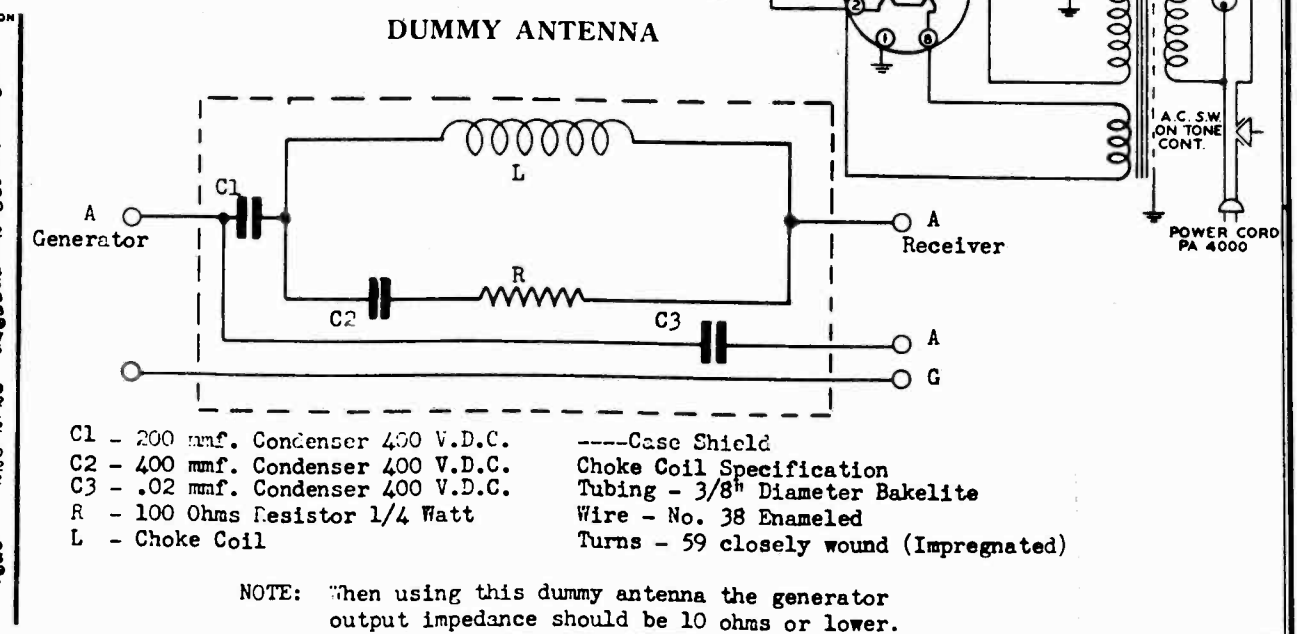 DUMMY ANTENNA
2
1
8
A.C. S.W.
ON TONE
CONT.
POWER CORD
PA 4000
L
C1
A
Generator
A
Receiver
R
C2
C3
A
G
C1 - 200 mmf. Condenser 400 V.D.C.
C2 - 400 mmf. Condenser 400 V.D.C.
C3 - .02 mmf. Condenser 400 V.D.C.
R - 100 Ohms Resistor 1/4 Watt
L - Choke Coil
----Case Shield
Choke Coil Specification
Tubing - 3/8" Diameter Bakelite
Wire - No. 38 Enameled
Turns - 59 closely wound (Impregnated)
NOTE: When using this dummy antenna the generator
output impedance should be 10 ohms or lower.